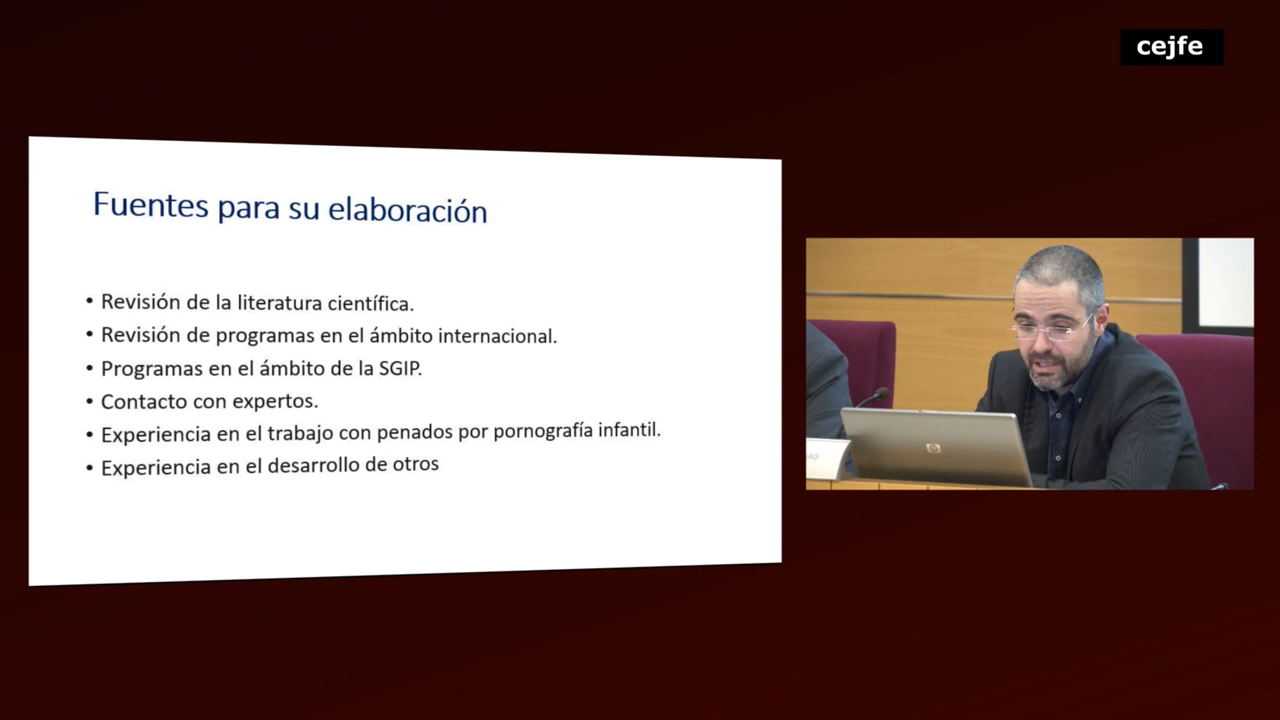 cejfe
Fuentes para su elaboración
• Revisión de la literatura científica.
• Revisión de programas en el ámbito internacional.
• Programas en el ámbito de la SGIP.
• Contacto con expertos.
• Experiencia en el trabajo con penados por pornografía infantil.
• Experiencia en el desarrollo de otros
hp